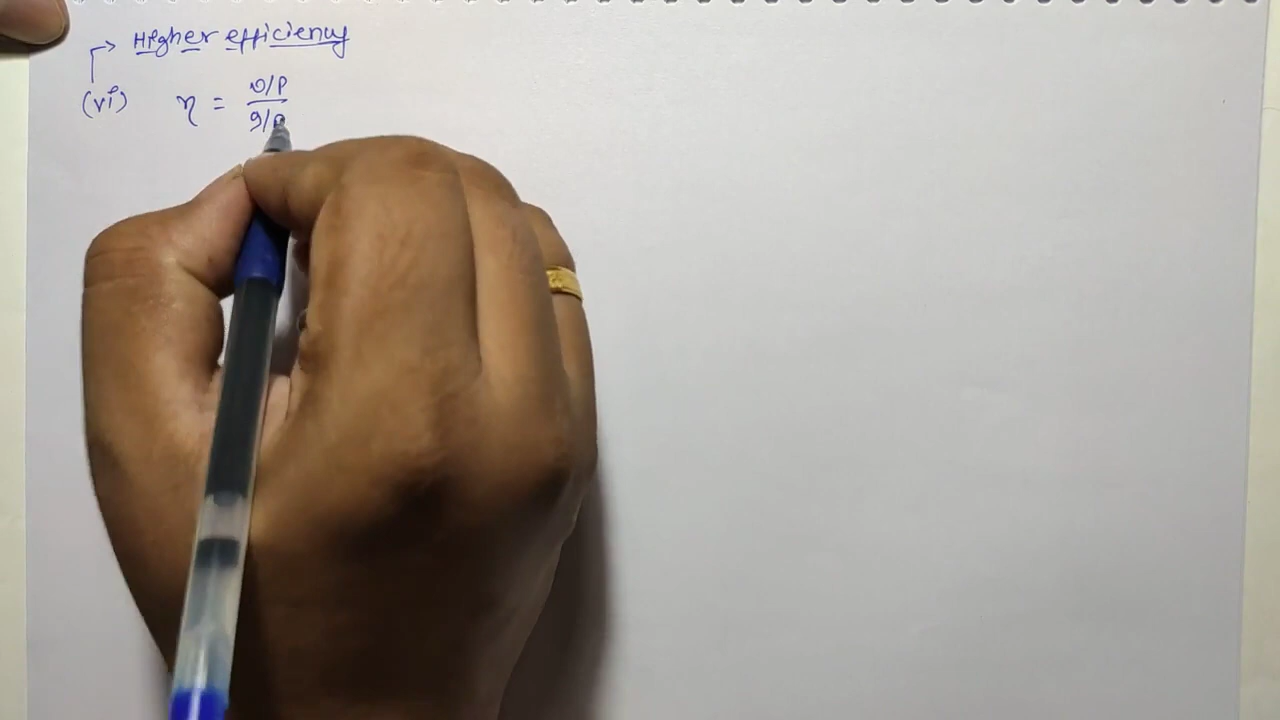 Higher efficiency
(vi) η = O/P
I/P